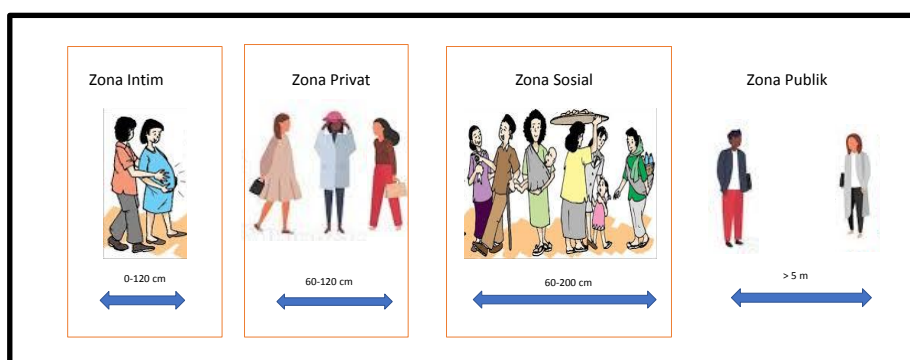 Zona Intim
Zona Privat
Zona Sosial
Zona Publik
0-120 cm
60-120 cm
60-200 cm
> 5 m